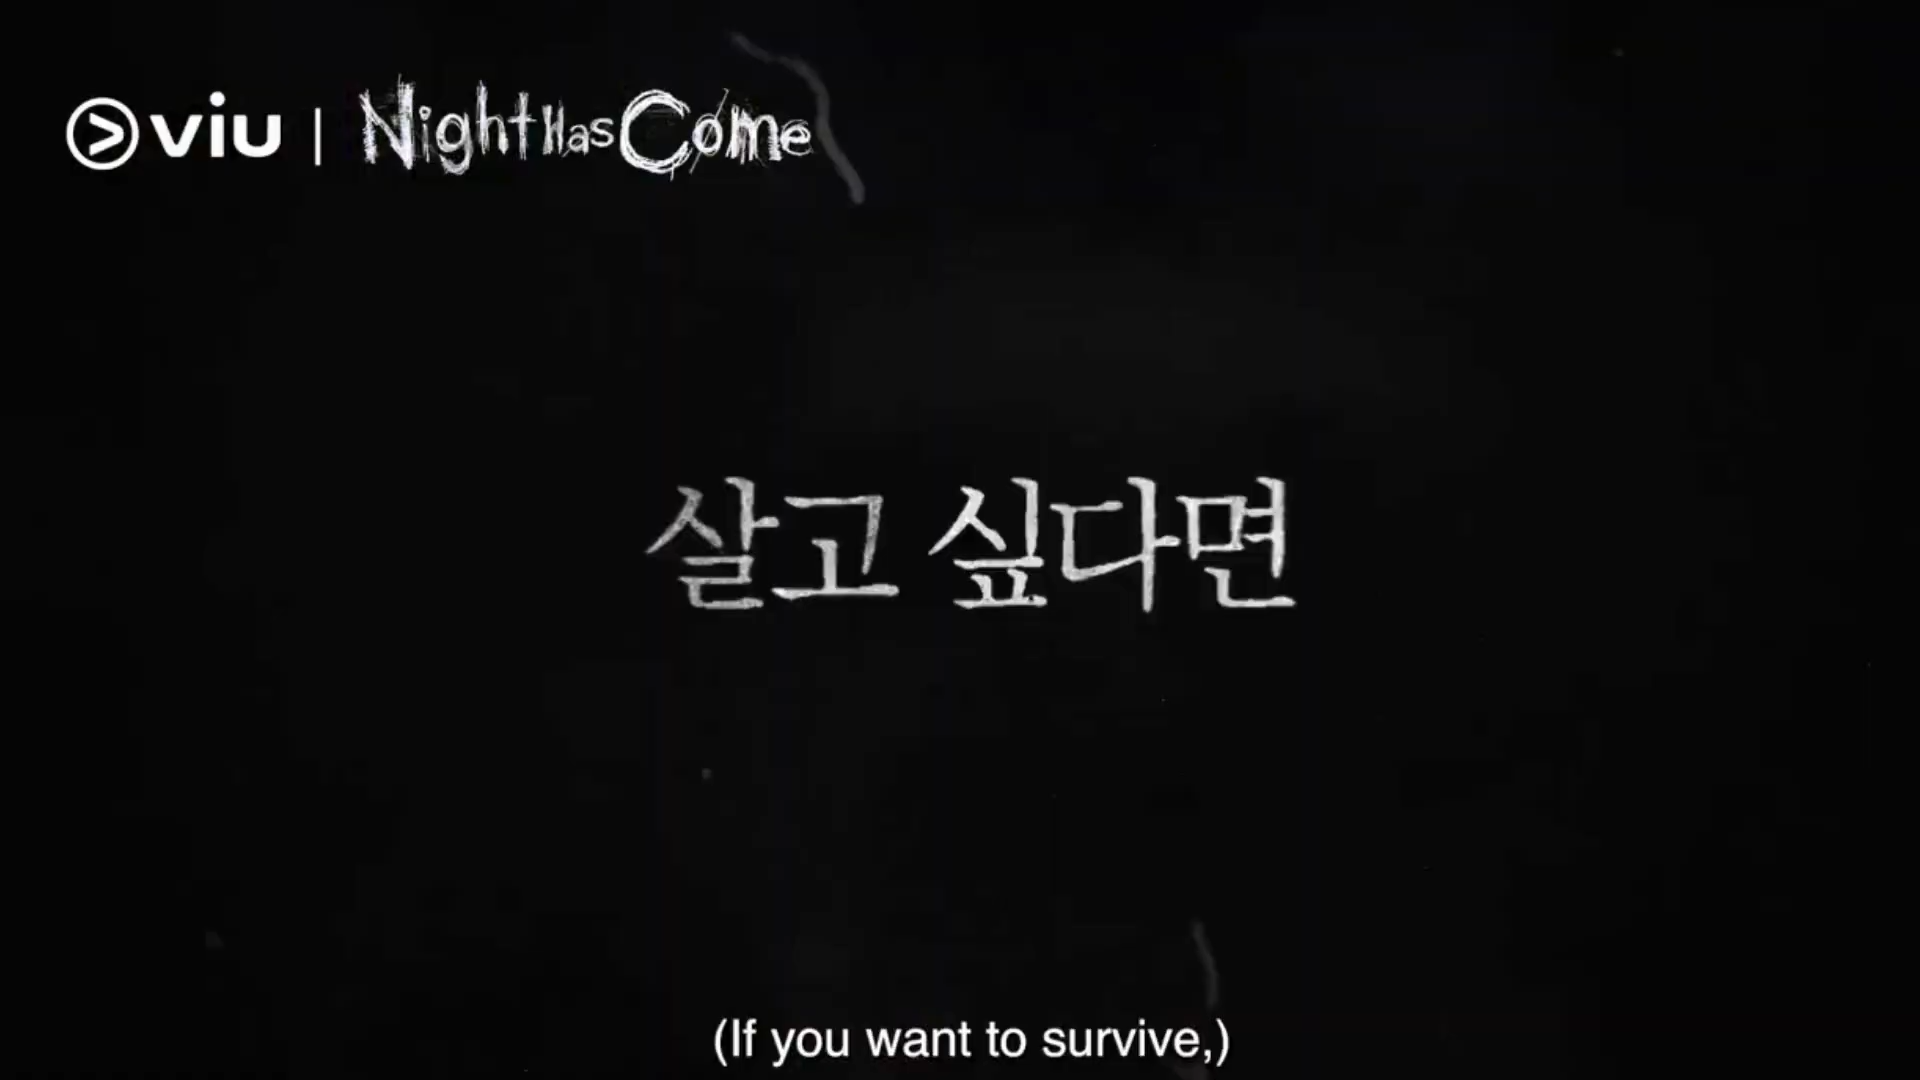 viu | Night Has Come
살고 싶다면
(If you want to survive,)